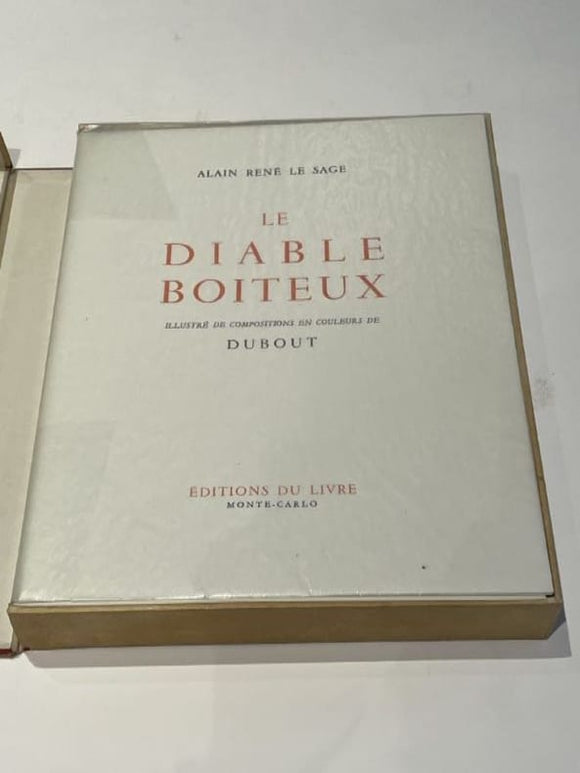 ALAIN RENÉ LE SAGE
LE
DIABLE
BOITEUX
ILLUSTRÉ DE COMPOSITIONS EN COULEURS DE
DUBOUT
ÉDITIONS DU LIVRE
MONTE-CARLO